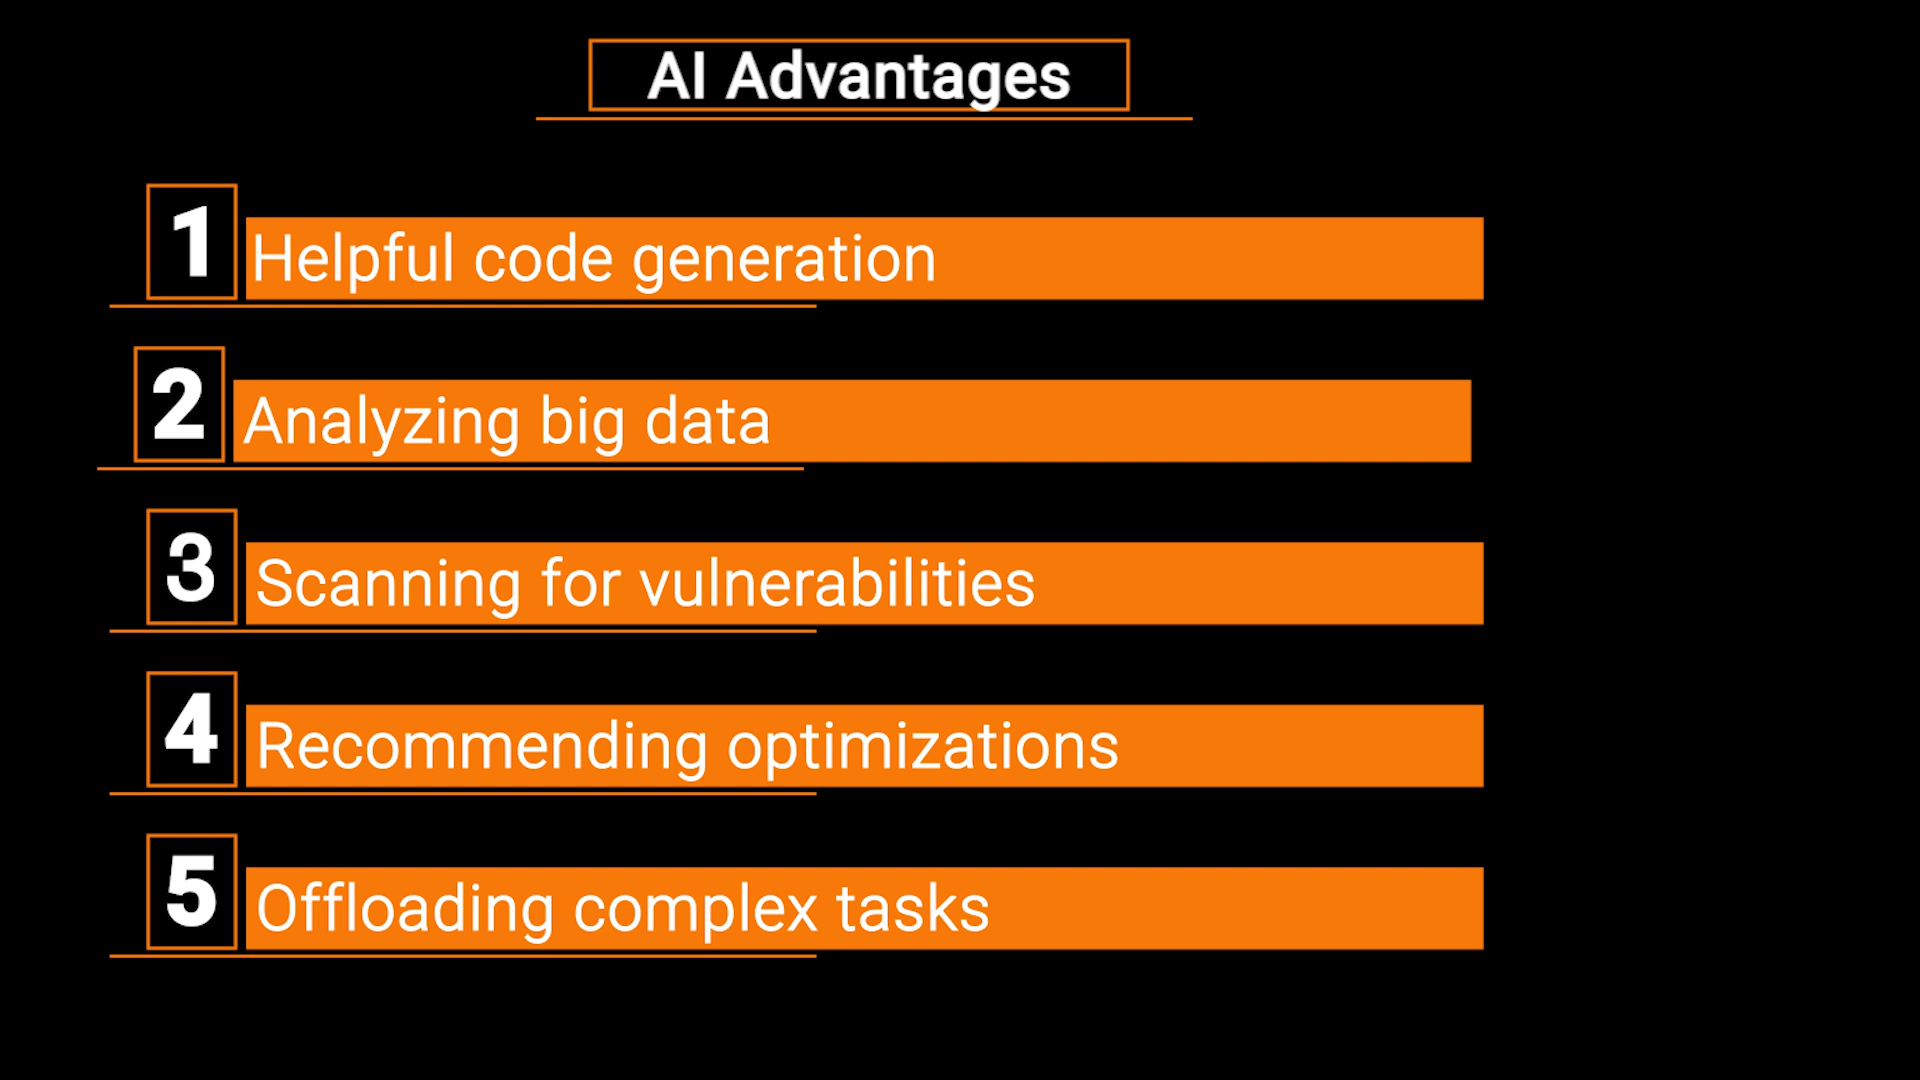 AI Advantages
1 Helpful code generation
2 Analyzing big data
3 Scanning for vulnerabilities
4 Recommending optimizations
5 Offloading complex tasks